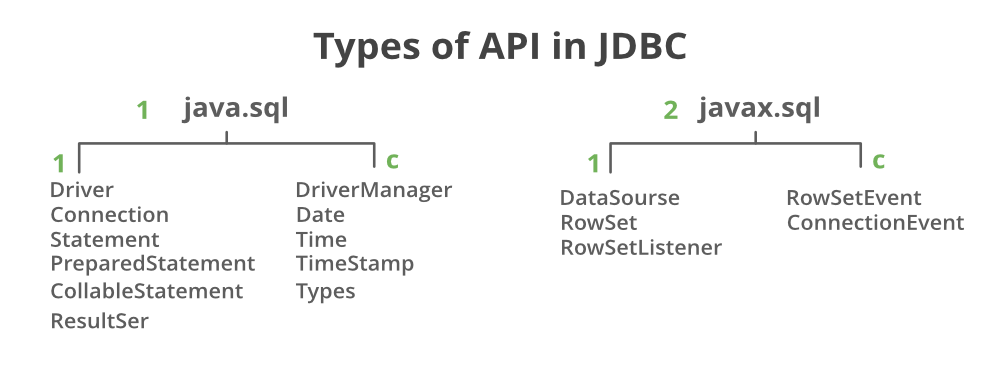 Types of API in JDBC
1 java.sql
1
Driver
Connection
Statement
PreparedStatement
CollableStatement
ResultSer
c
DriverManager
Date
Time
TimeStamp
Types
2 javax.sql
1
DataSourse
RowSet
RowSetListener
c
RowSetEvent
ConnectionEvent